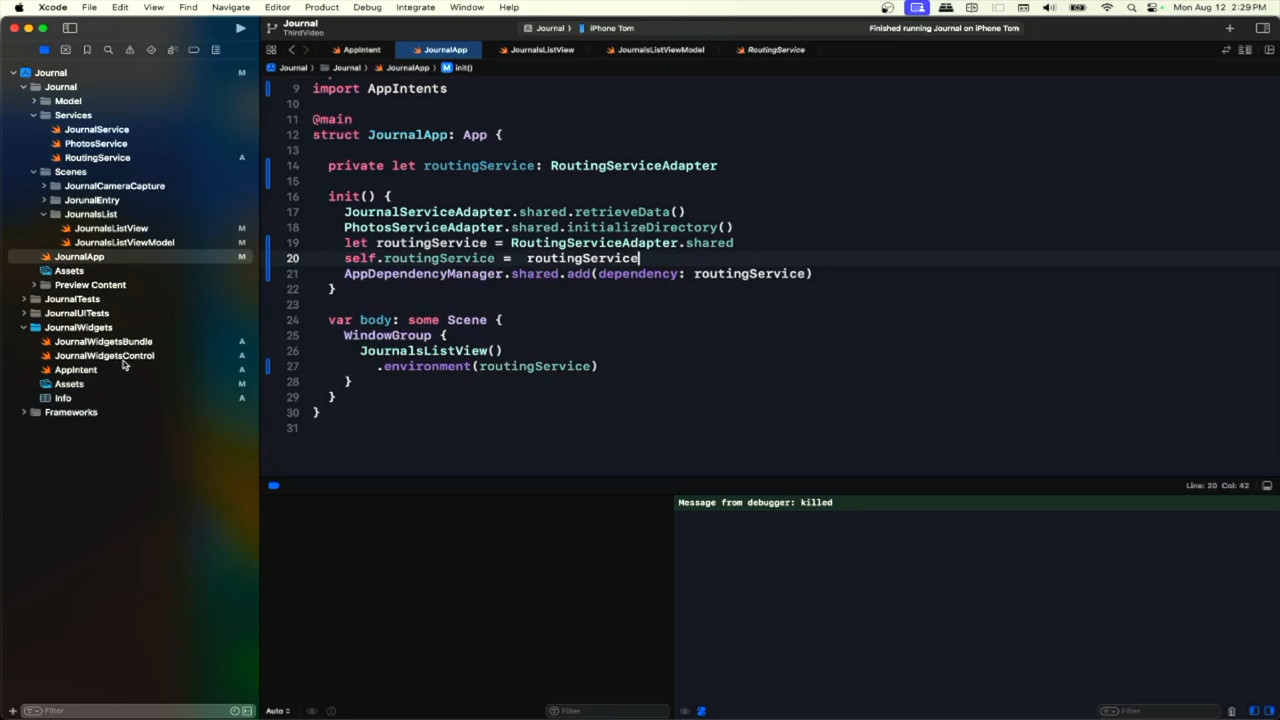 Xcode File Edit View Find Navigate Editor Product Debug Integrate Window Help Mon Aug 12 2:29 PM
Journal
ThirdVideo
Journal iPhone Tom
Finished running Journal on iPhone Tom
AppIntent JournalApp JournalsListView JournalsListViewModel RoutingService
Journal Journal JournalApp M init()
Journal M
Journal
Model
Services
JournalService
PhotosService
RoutingService A
Scenes
JournalCameraCapture
JorunalEntry
JournalsList
JournalsListView M
JournalsListViewModel M
JournalApp M
Assets
Preview Content
JournalTests
JournalUITests
JournalWidgets
JournalWidgetsBundle A
JournalWidgetsControl A
AppIntent A
Assets M
Info A
Frameworks
9 import AppIntents
10
11 @main
12 struct JournalApp: App {
13
14 private let routingService: RoutingServiceAdapter
15
16 init() {
17 JournalServiceAdapter.shared.retrieveData()
18 PhotosServiceAdapter.shared.initializeDirectory()
19 let routingService = RoutingServiceAdapter.shared
20 self.routingService =  routingService
21 AppDependencyManager.shared.add(dependency: routingService)
22 }
23
24 var body: some Scene {
25 WindowGroup {
26 JournalsListView()
27 .environment(routingService)
28 }
29 }
30 }
31
Line: 20 Col: 42
Message from debugger: killed
Filter Auto Filter Filter